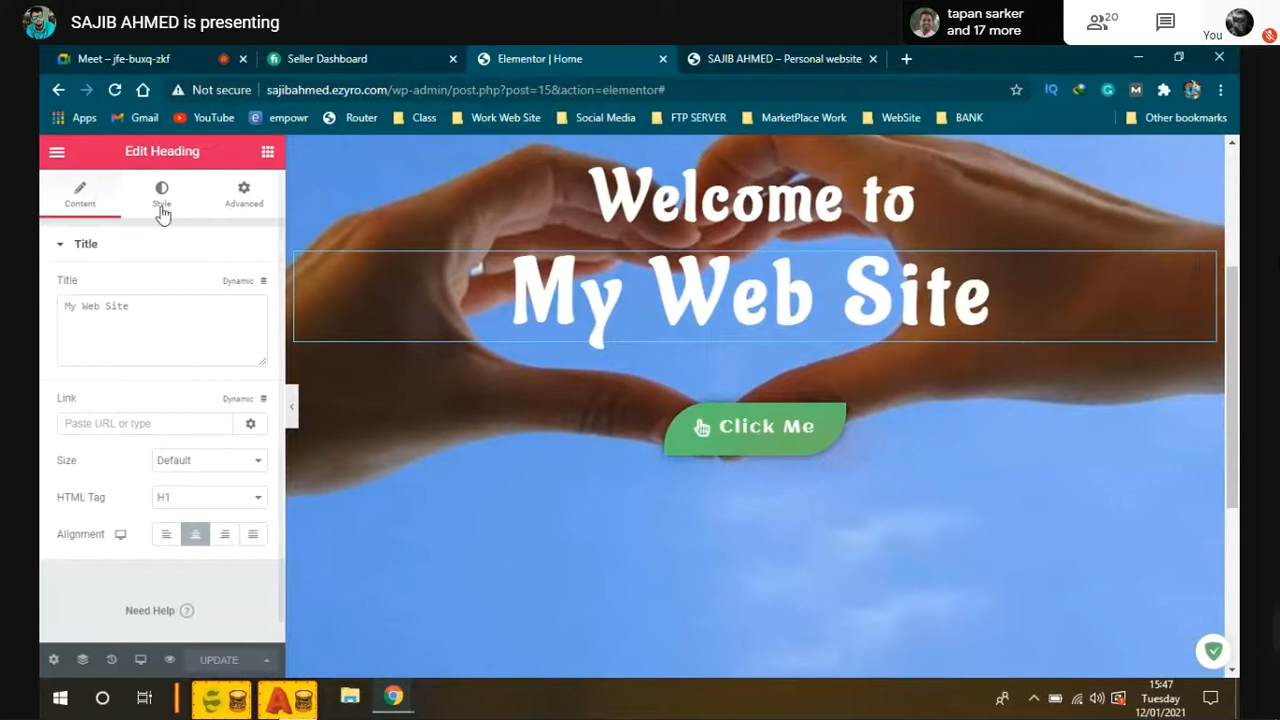 SAJIB AHMED is presenting
tapan sarker
and 17 more
20
You
Meet – jfe-buxq-zkf
Seller Dashboard
Elementor | Home
SAJIB AHMED – Personal website
Not secure
sajibahmed.ezyro.com/wp-admin/post.php?post=15&action=elementor#
Apps
Gmail
YouTube
empowr
Router
Class
Work Web Site
Social Media
FTP SERVER
MarketPlace Work
WebSite
BANK
Other bookmarks
Edit Heading
Content
Style
Advanced
Title
Title
Dynamic
My Web Site
Link
Dynamic
Paste URL or type
Size
Default
HTML Tag
H1
Alignment
Need Help ?
UPDATE
Welcome to
My Web Site
Click Me
15:47
Tuesday
12/01/2021